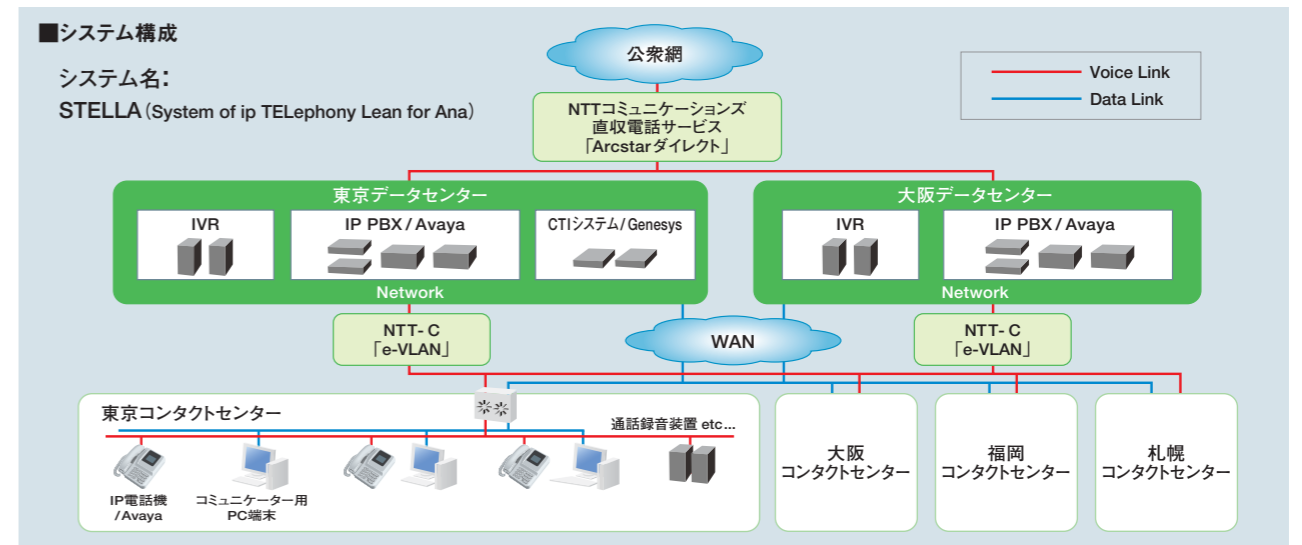 ■システム構成
システム名：
STELLA（System of ip TELephony Lean for Ana）
公衆網
Voice Link
Data Link
NTTコミュニケーションズ
直収電話サービス
「Arcstarダイレクト」
東京データセンター
IVR
IP PBX / Avaya
CTIシステム/ Genesys
Network
大阪データセンター
IVR
IP PBX / Avaya
Network
NTT- C
「e-VLAN」
WAN
NTT- C
「e-VLAN」
東京コンタクトセンター
通話録音装置 etc...
IP電話機
/Avaya
コミュニケーター用
PC端末
大阪
コンタクトセンター
福岡
コンタクトセンター
札幌
コンタクトセンター